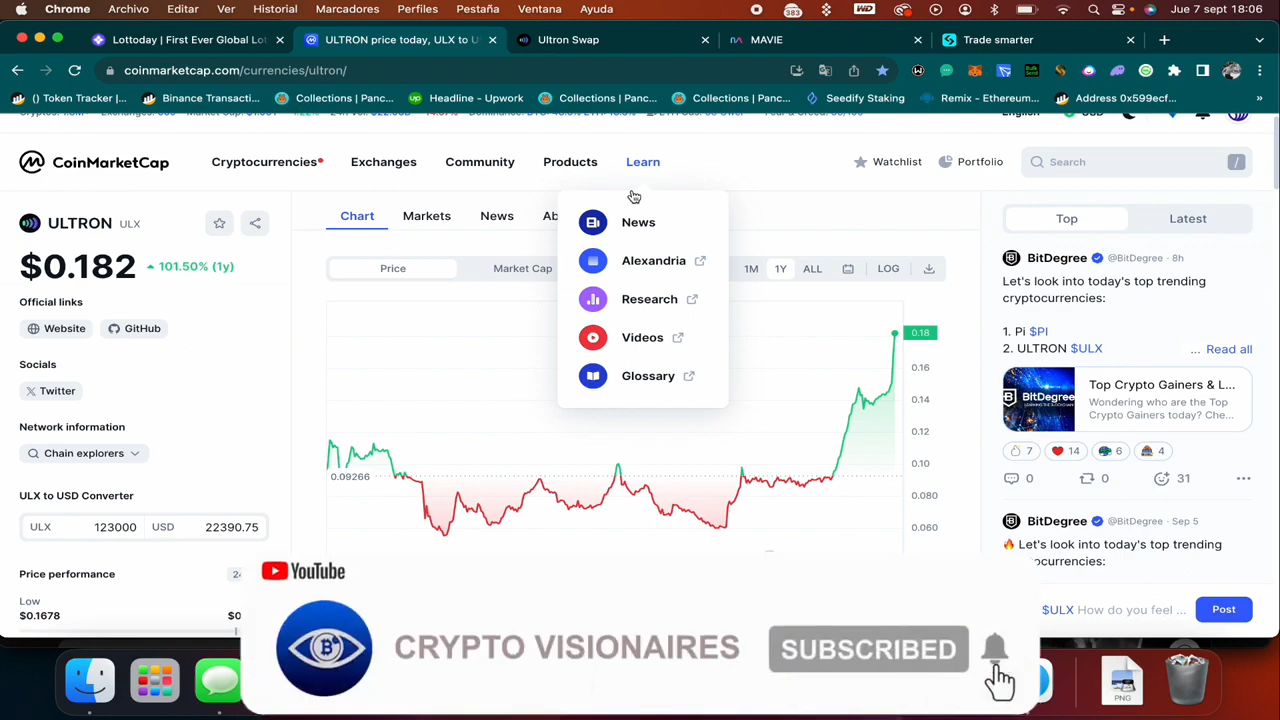 Chrome Archivo Editar Ver Historial Marcadores Perfiles Pestaña Ventana Ayuda 383 WD Jue 7 sept 18:06
Lottoday | First Ever Global Lot
ULTRON price today, ULX to U
Ultron Swap
MAVIE
Trade smarter
coinmarketcap.com/currencies/ultron/
() Token Tracker |... Binance Transacti... Collections | Panc... Headline – Upwork Collections | Panc... Collections | Panc... Seedify Staking Remix - Ethereum... Address 0x599ecf... »
CoinMarketCap
Cryptocurrencies Exchanges Community Products Learn
Watchlist Portfolio Search /
ULTRON ULX
$0.182 101.50% (1y)
Official links
Website GitHub
Socials
Twitter
Network information
Chain explorers
ULX to USD Converter
ULX 123000 USD 22390.75
Price performance 24
Low
$0.1678 $0
Chart Markets News Ab
Price Market Cap 1M 1Y ALL LOG
News
Alexandria
Research
Videos
Glossary
0.18
0.16
0.14
0.12
0.10
0.080
0.060
0.09266
Top Latest
BitDegree @BitDegree · 8h
Let's look into today's top trending
cryptocurrencies:
1. Pi $PI
2. ULTRON $ULX ... Read all
BitDegree
Top Crypto Gainers & L...
Wondering who are the Top
Crypto Gainers today? Che...
7 14 6 4
0 0 31
BitDegree @BitDegree · Sep 5
Let's look into today's top trending
otocurrencies:
$ULX How do you feel ... Post
YouTube
CRYPTO VISIONAIRES SUBSCRIBED
PNG